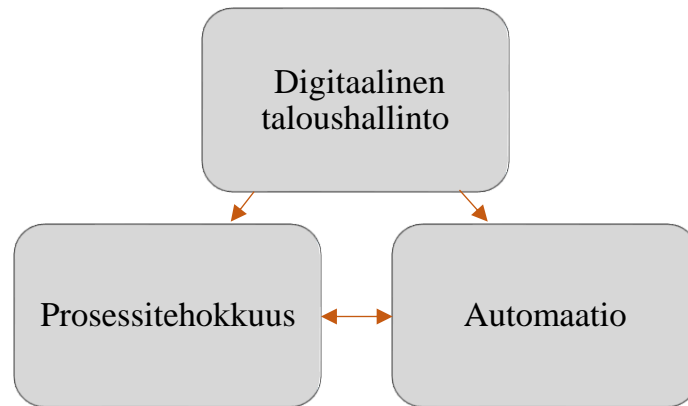 Digitaalinen
taloushallinto
Prosessitehokkuus
Automaatio